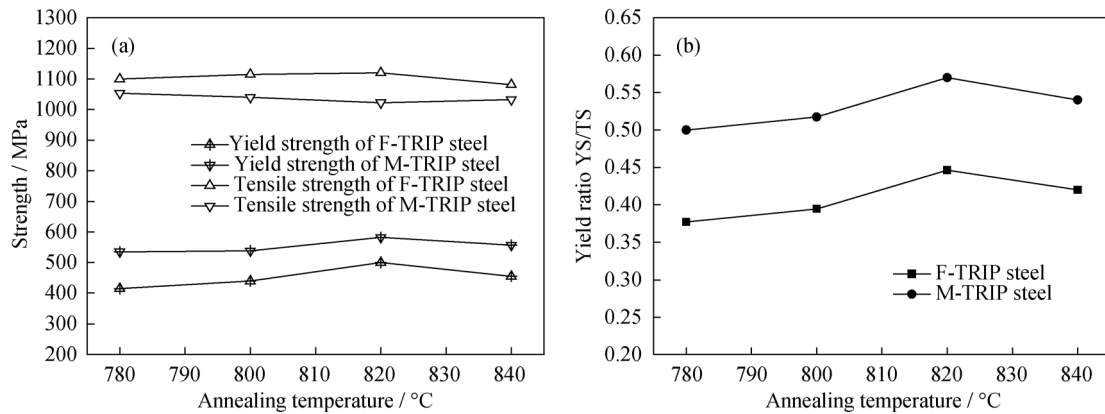 (a)
1300
1200
1100
1000
900
800
700
600
500
400
300
200
Strength / MPa
Yield strength of F-TRIP steel
Yield strength of M-TRIP steel
Tensile strength of F-TRIP steel
Tensile strength of M-TRIP steel
780 790 800 810 820 830 840
Annealing temperature / °C
(b)
0.65
0.60
0.55
0.50
0.45
0.40
0.35
0.30
0.25
0.20
Yield ratio YS/TS
F-TRIP steel
M-TRIP steel
780 790 800 810 820 830 840
Annealing temperature / °C